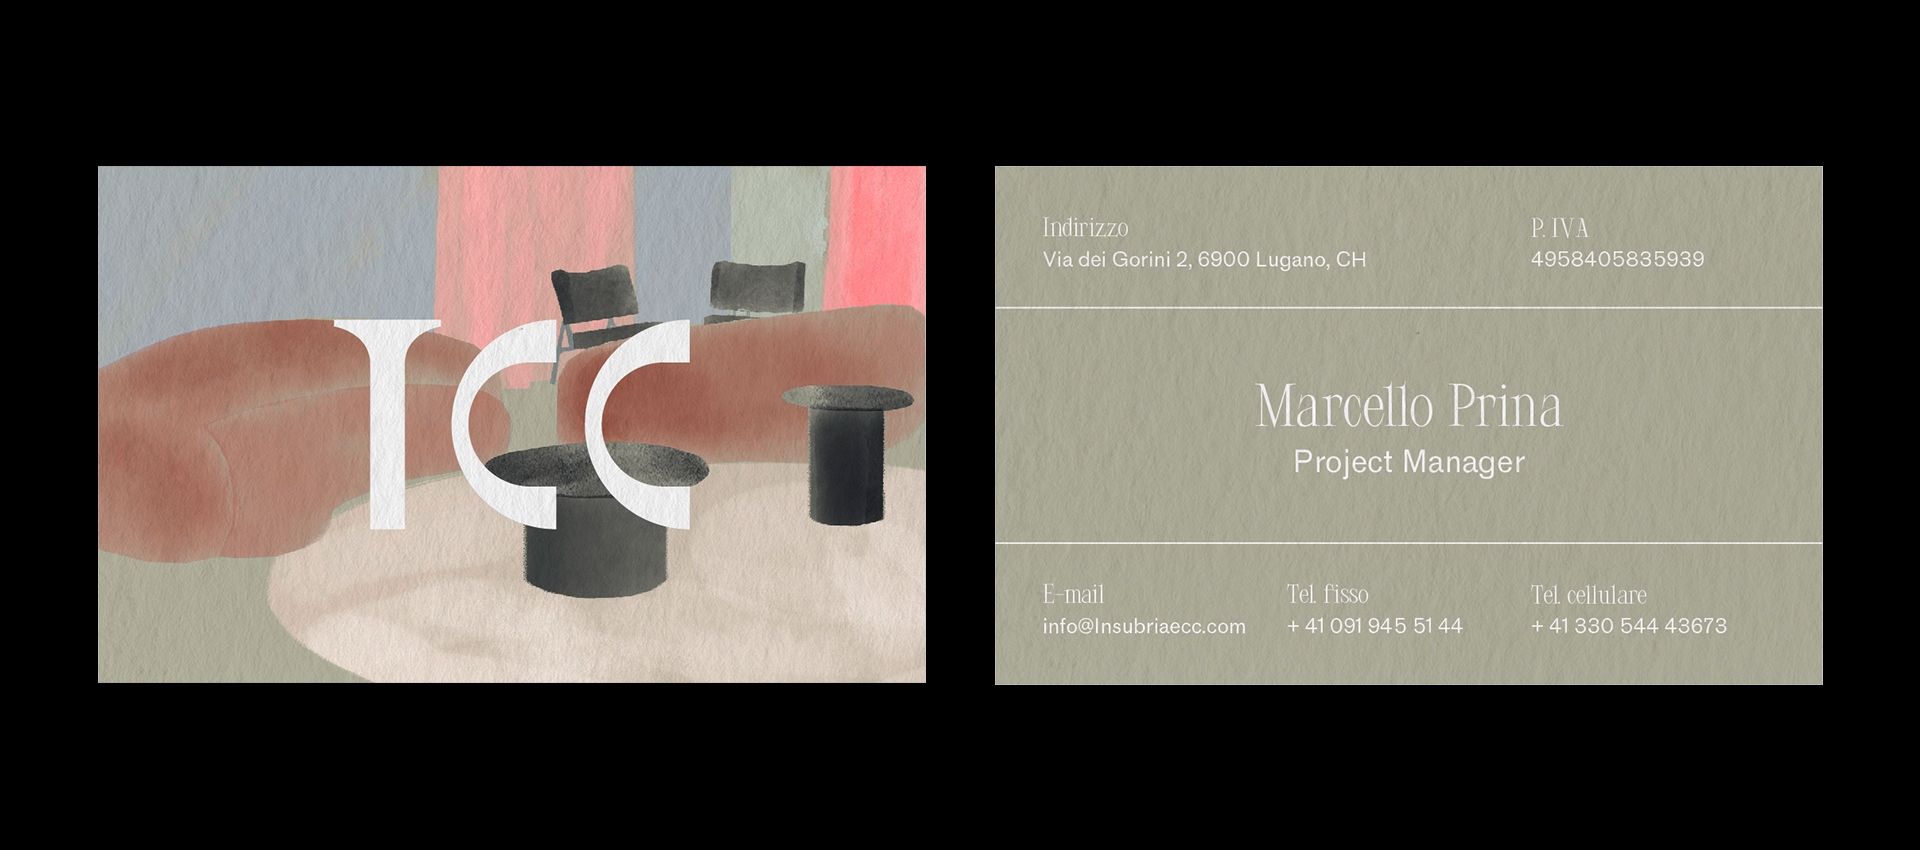 ICC
Indirizzo
Via dei Gorini 2, 6900 Lugano, CH
P. IVA
4958405835939
Marcello Prina
Project Manager
E-mail
info@Insubriaecc.com
Tel. fisso
+ 41 091 945 51 44
Tel. cellulare
+ 41 330 544 43673